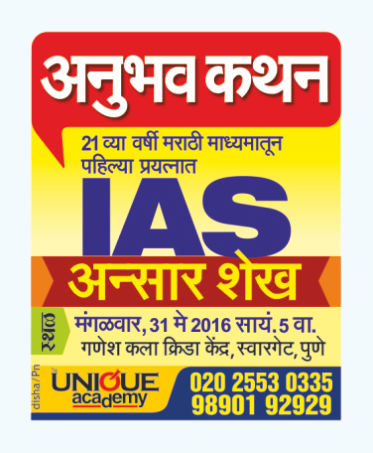 अनुभव कथन
21 व्या वर्षी मराठी माध्यमातून
पहिल्या प्रयत्नात
IAS
अन्सार शेख
स्थळ
मंगळवार, 31 मे 2016 सायं. 5 वा.
गणेश कला क्रिडा केंद्र, स्वारगेट, पुणे
disha/Pn
UNIQUE
academy
020 2553 0335
98901 92929